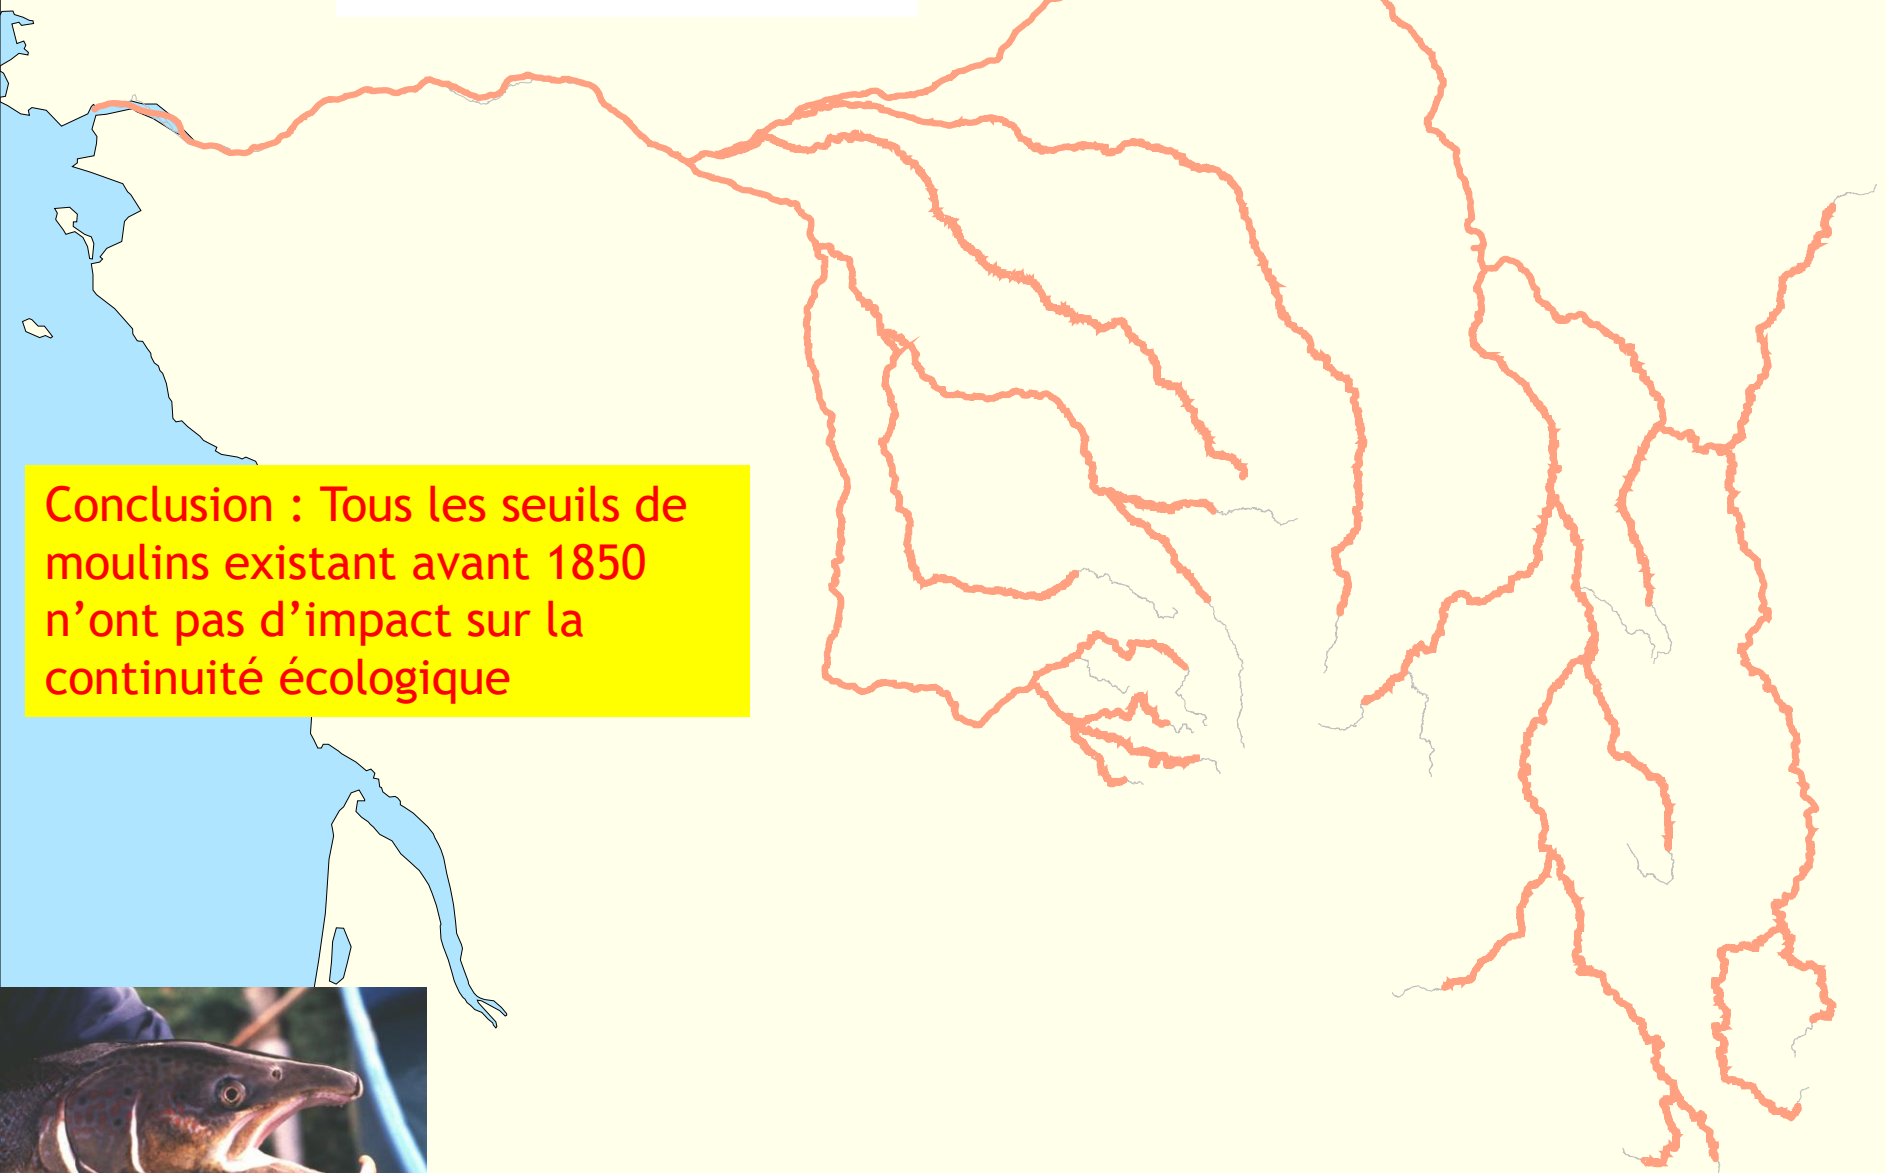 Conclusion : Tous les seuils de
moulins existant avant 1850
n’ont pas d’impact sur la
continuité écologique